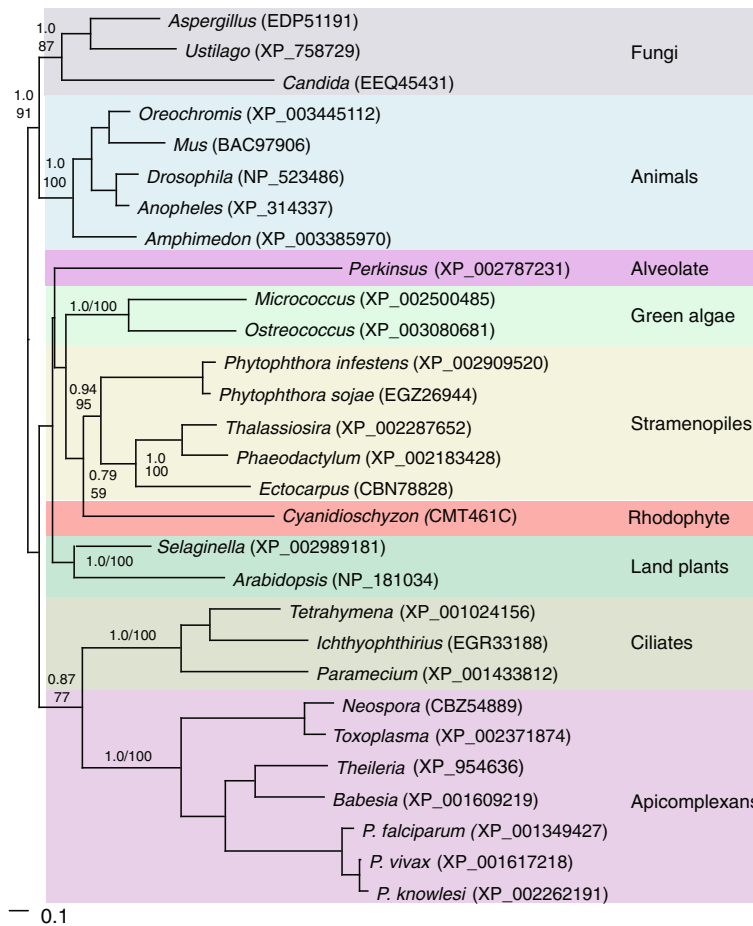 1.0
87
Aspergillus (EDP51191)
Ustilago (XP_758729)
Candida (EEQ45431)
Fungi
1.0
91
Oreochromis (XP_003445112)
Mus (BAC97906)
1.0
100
Drosophila (NP_523486)
Anopheles (XP_314337)
Amphimedon (XP_003385970)
Animals
Perkinsus (XP_002787231)
Alveolate
1.0/100
Micrococcus (XP_002500485)
Ostreococcus (XP_003080681)
Green algae
Phytophthora infestens (XP_002909520)
0.94
95
Phytophthora sojae (EGZ26944)
Thalassiosira (XP_002287652)
1.0
100
Phaeodactylum (XP_002183428)
0.79
59
Ectocarpus (CBN78828)
Stramenopiles
Cyanidioschyzon (CMT461C)
Rhodophyte
Selaginella (XP_002989181)
1.0/100
Arabidopsis (NP_181034)
Land plants
Tetrahymena (XP_001024156)
1.0/100
Ichthyophthirius (EGR33188)
Paramecium (XP_001433812)
Ciliates
0.87
77
Neospora (CBZ54889)
Toxoplasma (XP_002371874)
1.0/100
Theileria (XP_954636)
Babesia (XP_001609219)
Apicomplexans
P. falciparum (XP_001349427)
P. vivax (XP_001617218)
P. knowlesi (XP_002262191)
0.1